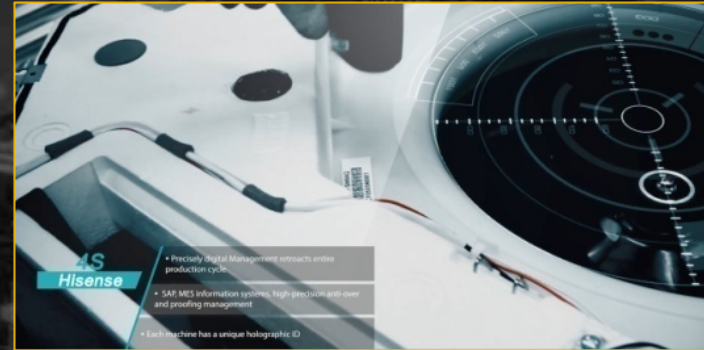 4S
Hisense
• Precisely digital Management retroacts entire
production cycle
• SAP, MES information systems, high-precision anti-over
and proofing management
• Each machine has a unique holographic ID